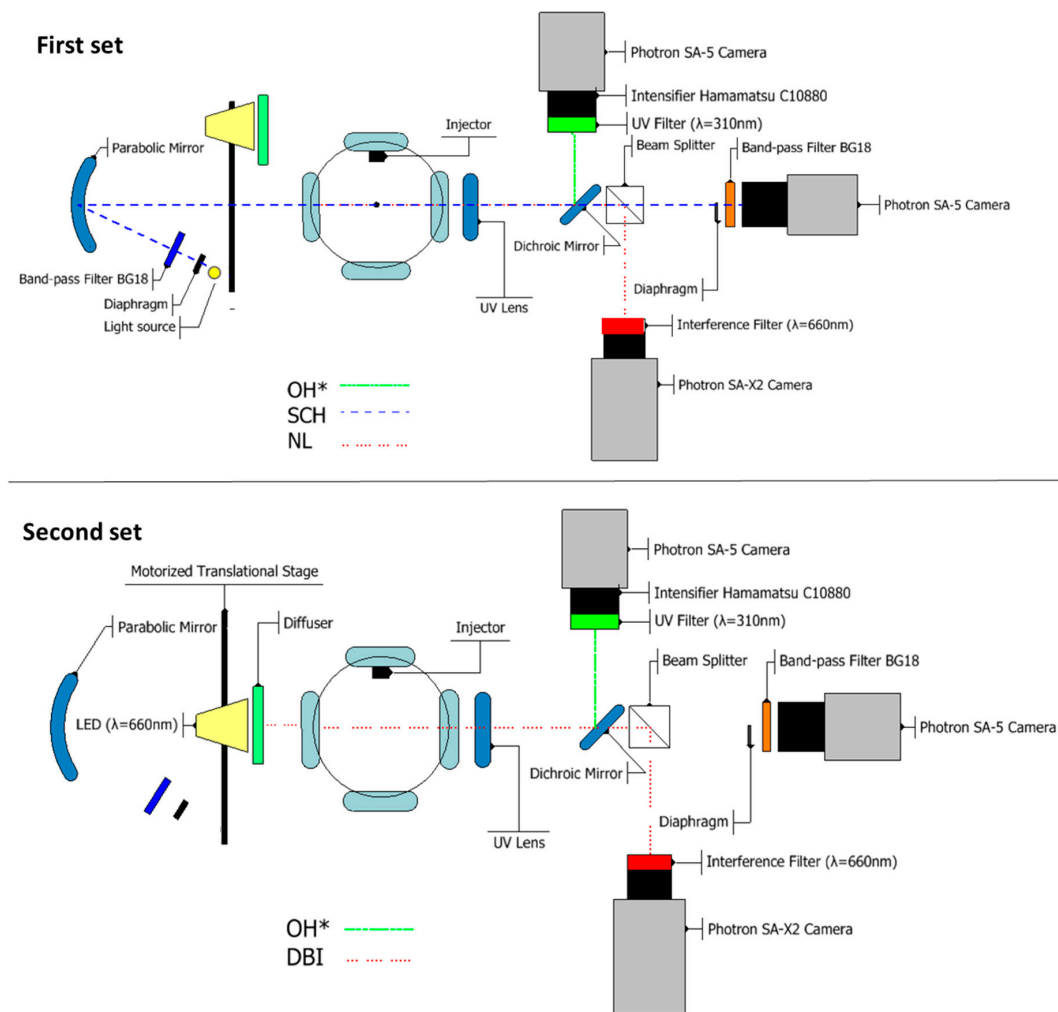 First set
Photron SA-5 Camera
Intensifier Hamamatsu C10880
UV Filter (λ=310nm)
Injector
Beam Splitter
Band-pass Filter BG18
Parabolic Mirror
Photron SA-5 Camera
Dichroic Mirror
Band-pass Filter BG18
Diaphragm
Light source
UV Lens
Diaphragm
Interference Filter (λ=660nm)
Photron SA-X2 Camera
OH*
SCH
NL
Second set
Photron SA-5 Camera
Motorized Translational Stage
Intensifier Hamamatsu C10880
UV Filter (λ=310nm)
Parabolic Mirror
Diffuser
Injector
Beam Splitter
Band-pass Filter BG18
LED (λ=660nm)
Photron SA-5 Camera
Dichroic Mirror
Diaphragm
UV Lens
Interference Filter (λ=660nm)
Photron SA-X2 Camera
OH*
DBI